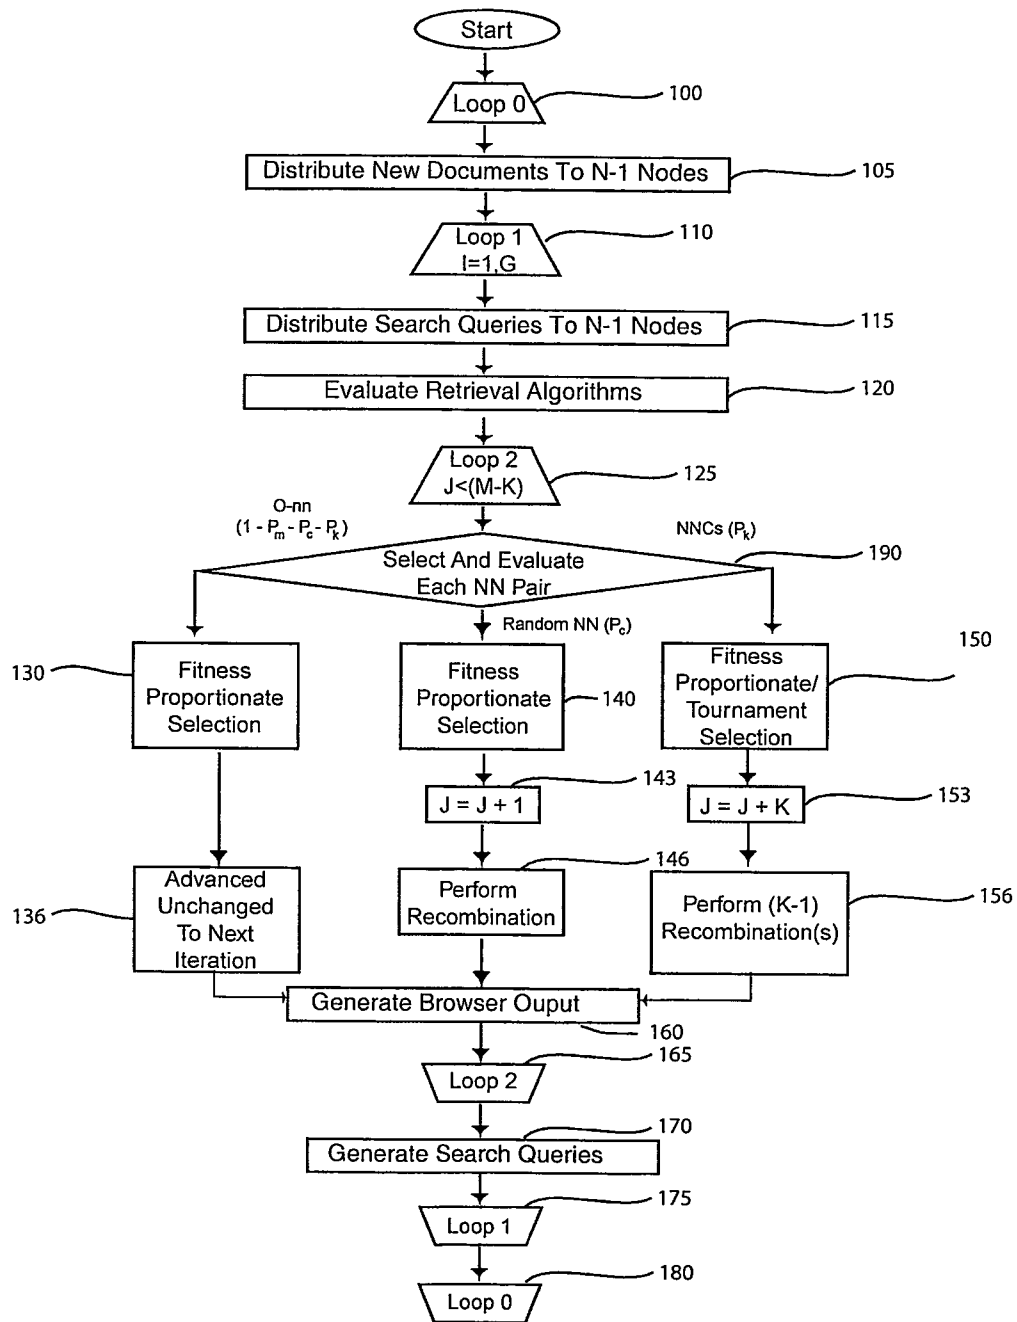 Start
Loop 0
100
Distribute New Documents To N-1 Nodes
105
Loop 1
I=1,G
110
Distribute Search Queries To N-1 Nodes
115
Evaluate Retrieval Algorithms
120
Loop 2
J<(M-K)
125
O-nn
(1 - Pm - Pc - Pk)
NNCs (Pk)
190
Select And Evaluate
Each NN Pair
Random NN (Pc)
130
Fitness
Proportionate
Selection
Fitness
Proportionate
Selection
140
Fitness
Proportionate/
Tournament
Selection
150
J = J + 1
143
J = J + K
153
136
Advanced
Unchanged
To Next
Iteration
Perform
Recombination
146
Perform (K-1)
Recombination(s)
156
Generate Browser Ouput
160
Loop 2
165
Generate Search Queries
170
Loop 1
175
Loop 0
180